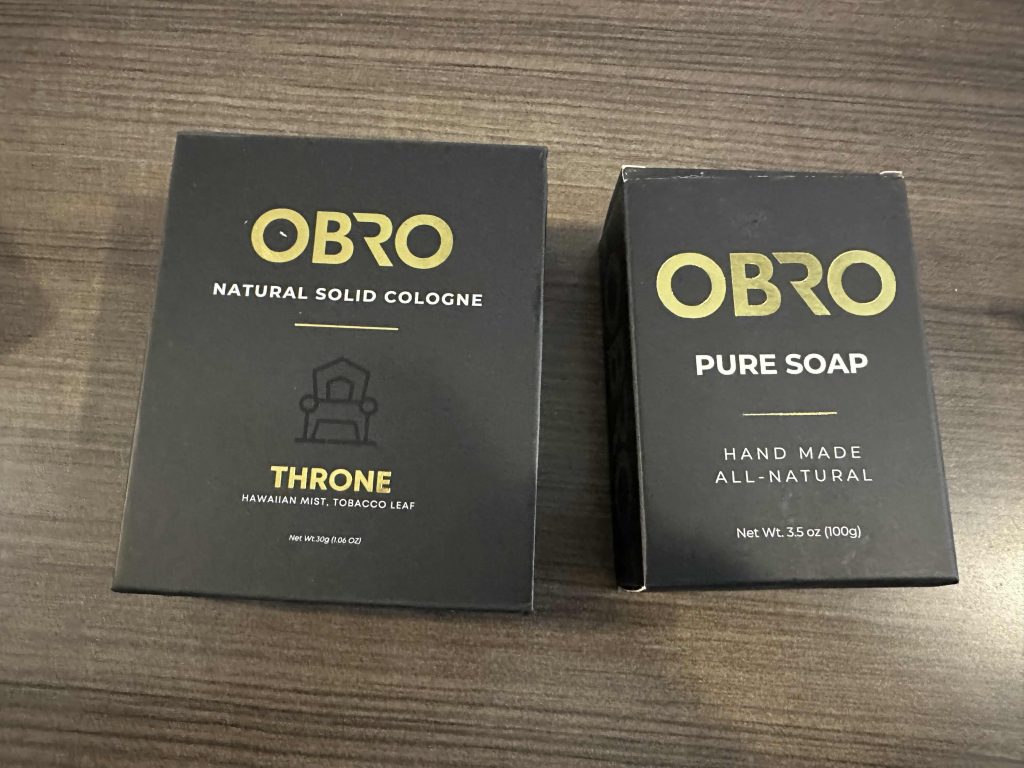 OBRO
NATURAL SOLID COLOGNE
THRONE
HAWAIIAN MIST, TOBACCO LEAF
Net Wt.30g (1.06 OZ)
OBRO
PURE SOAP
HAND MADE
ALL-NATURAL
Net Wt. 3.5 oz (100g)